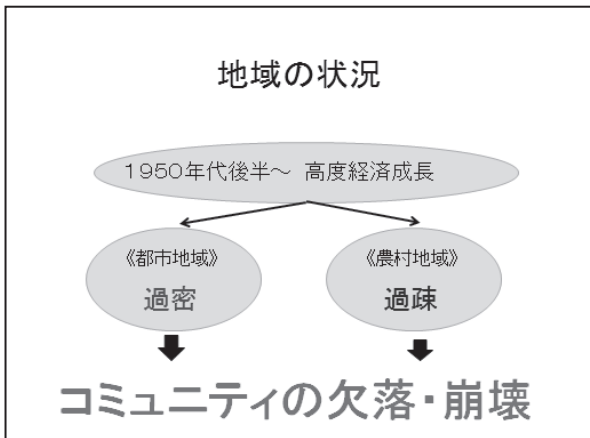 地域の状況
1950年代後半～ 高度経済成長
《都市地域》
過密
《農村地域》
過疎
コミュニティの欠落・崩壊